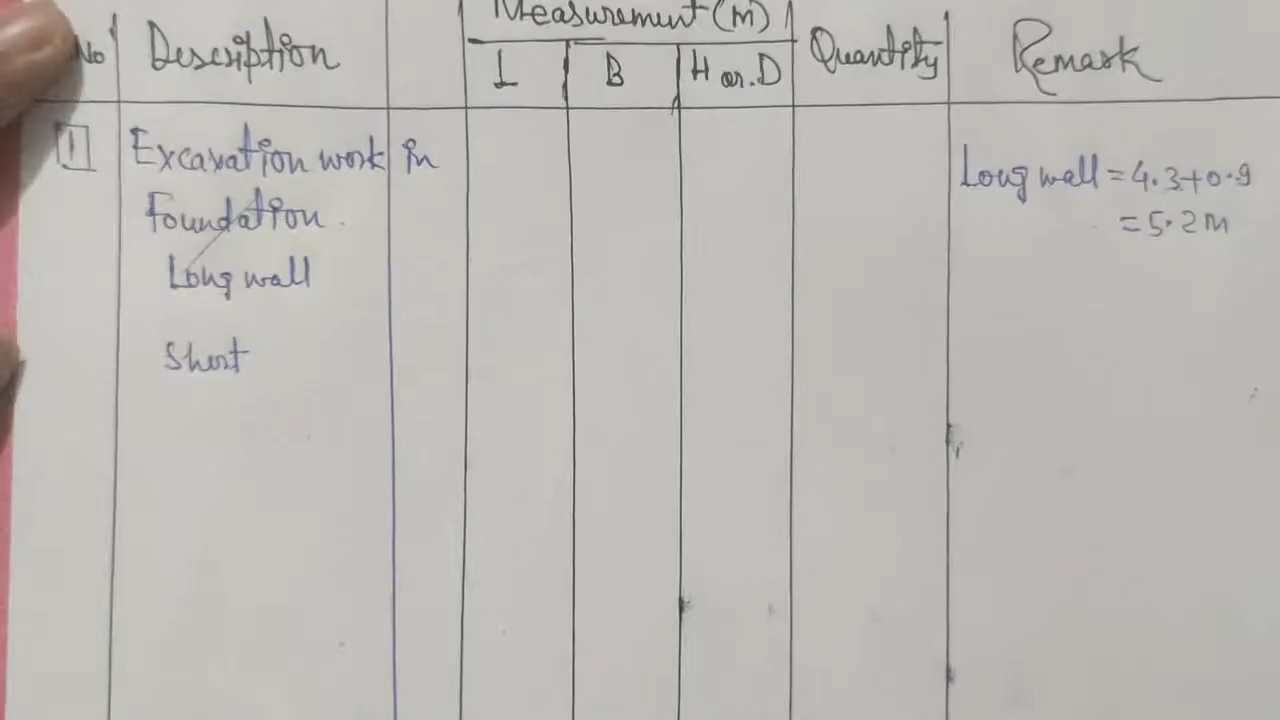 Measurement (m)
No Description Quantity Remark
L B H or. D
1 Excavation work in
Foundation.
Long wall
Short
Long wall = 4.3+0.9
= 5.2m